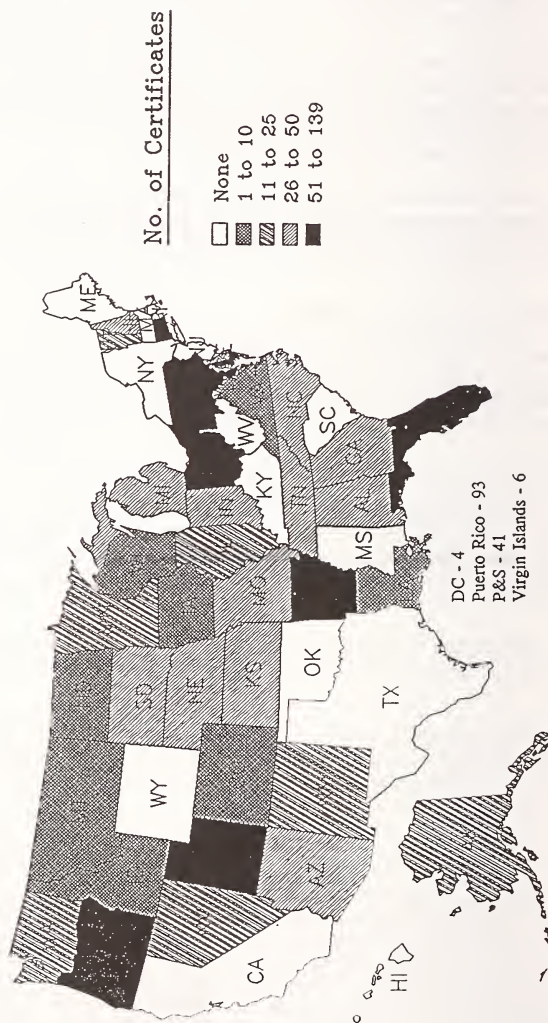 No. of Certificates
None
1 to 10
11 to 25
26 to 50
51 to 139
ME
NY
WV
KY
NC
SC
TN
GA
AL
MS
MI
IN
MO
SD
NE
KS
OK
TX
WY
AZ
CA
HI
DC - 4
Puerto Rico - 93
P&S - 41
Virgin Islands - 6